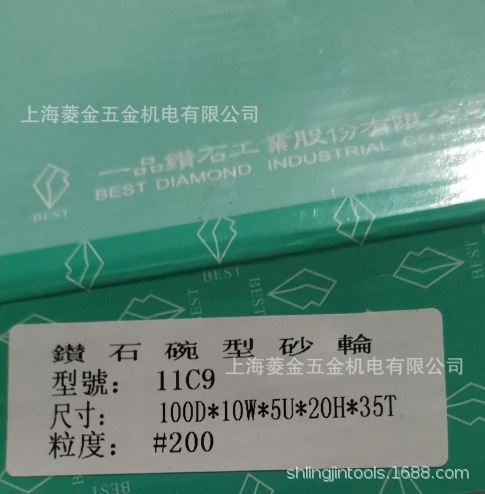 上海菱金五金机电有限公司
一品鑽石工業股份有限公司
BEST DIAMOND INDUSTRIAL CO.
BEST
BEST
BEST
BEST
BEST
鑽石碗型砂輪
上海菱金五金机电有限公司
型號： 11C9
尺寸： 100D*10W*5U*20H*35T
粒度： #200
shlingjintools.1688.com